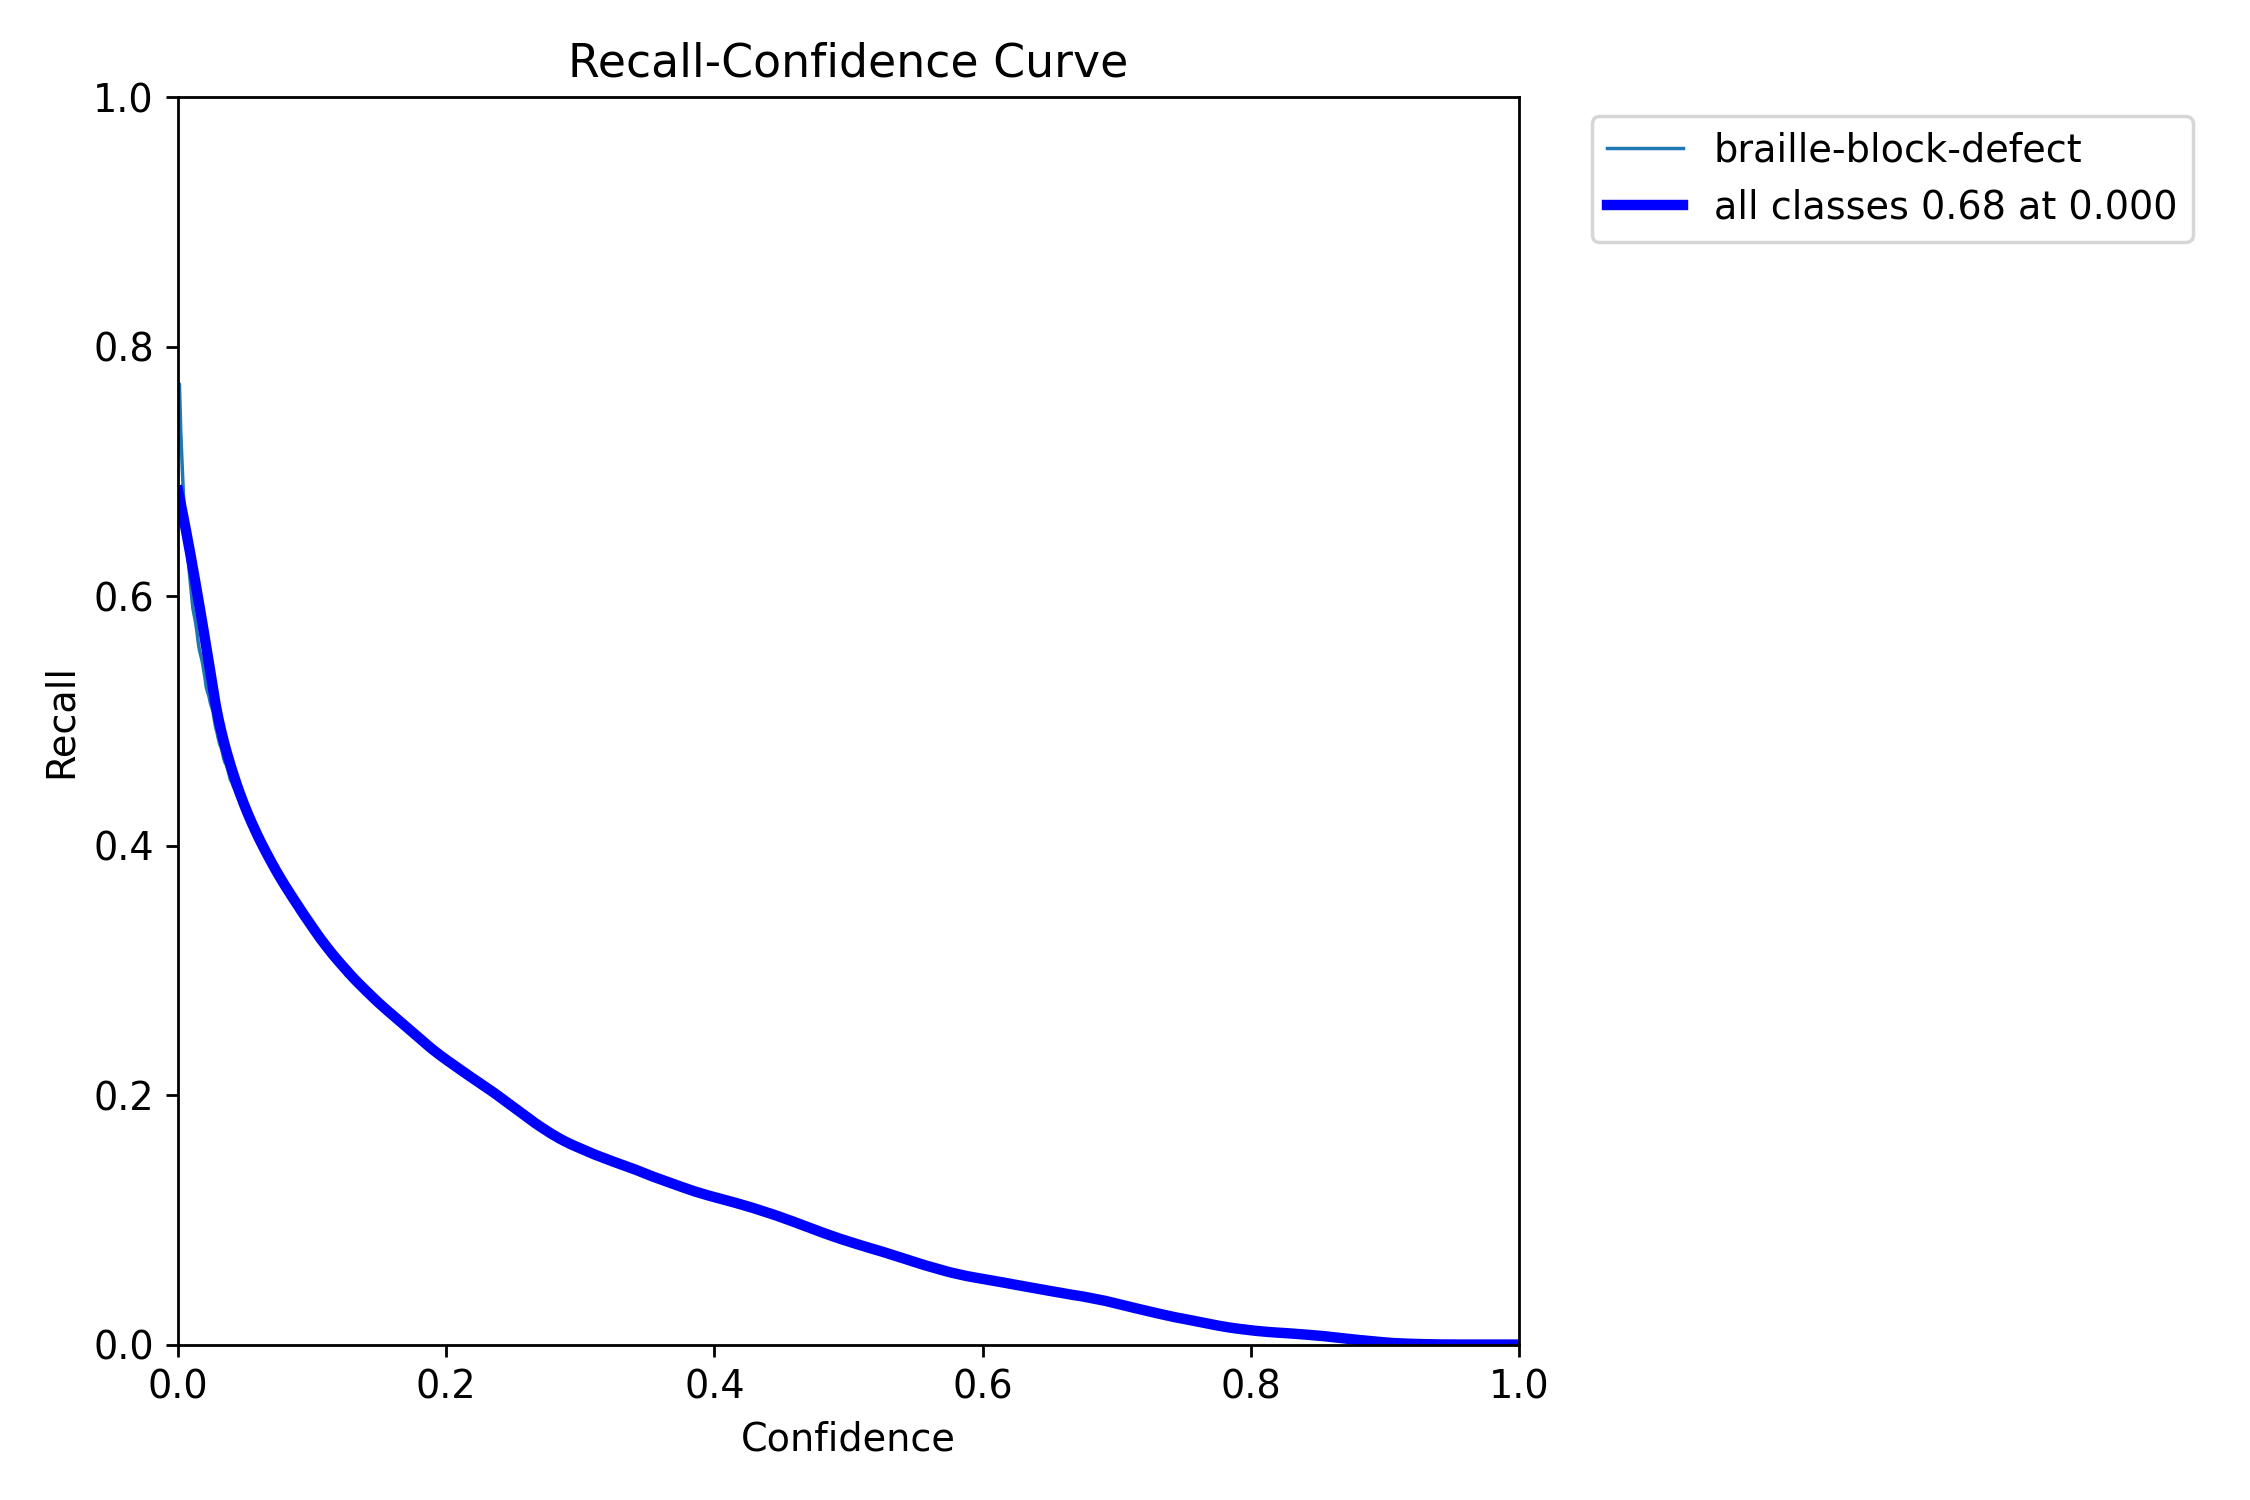 Recall-Confidence Curve
1.0
0.8
0.6
0.4
0.2
0.0
Recall
0.0 0.2 0.4 0.6 0.8 1.0
Confidence
braille-block-defect
all classes 0.68 at 0.000